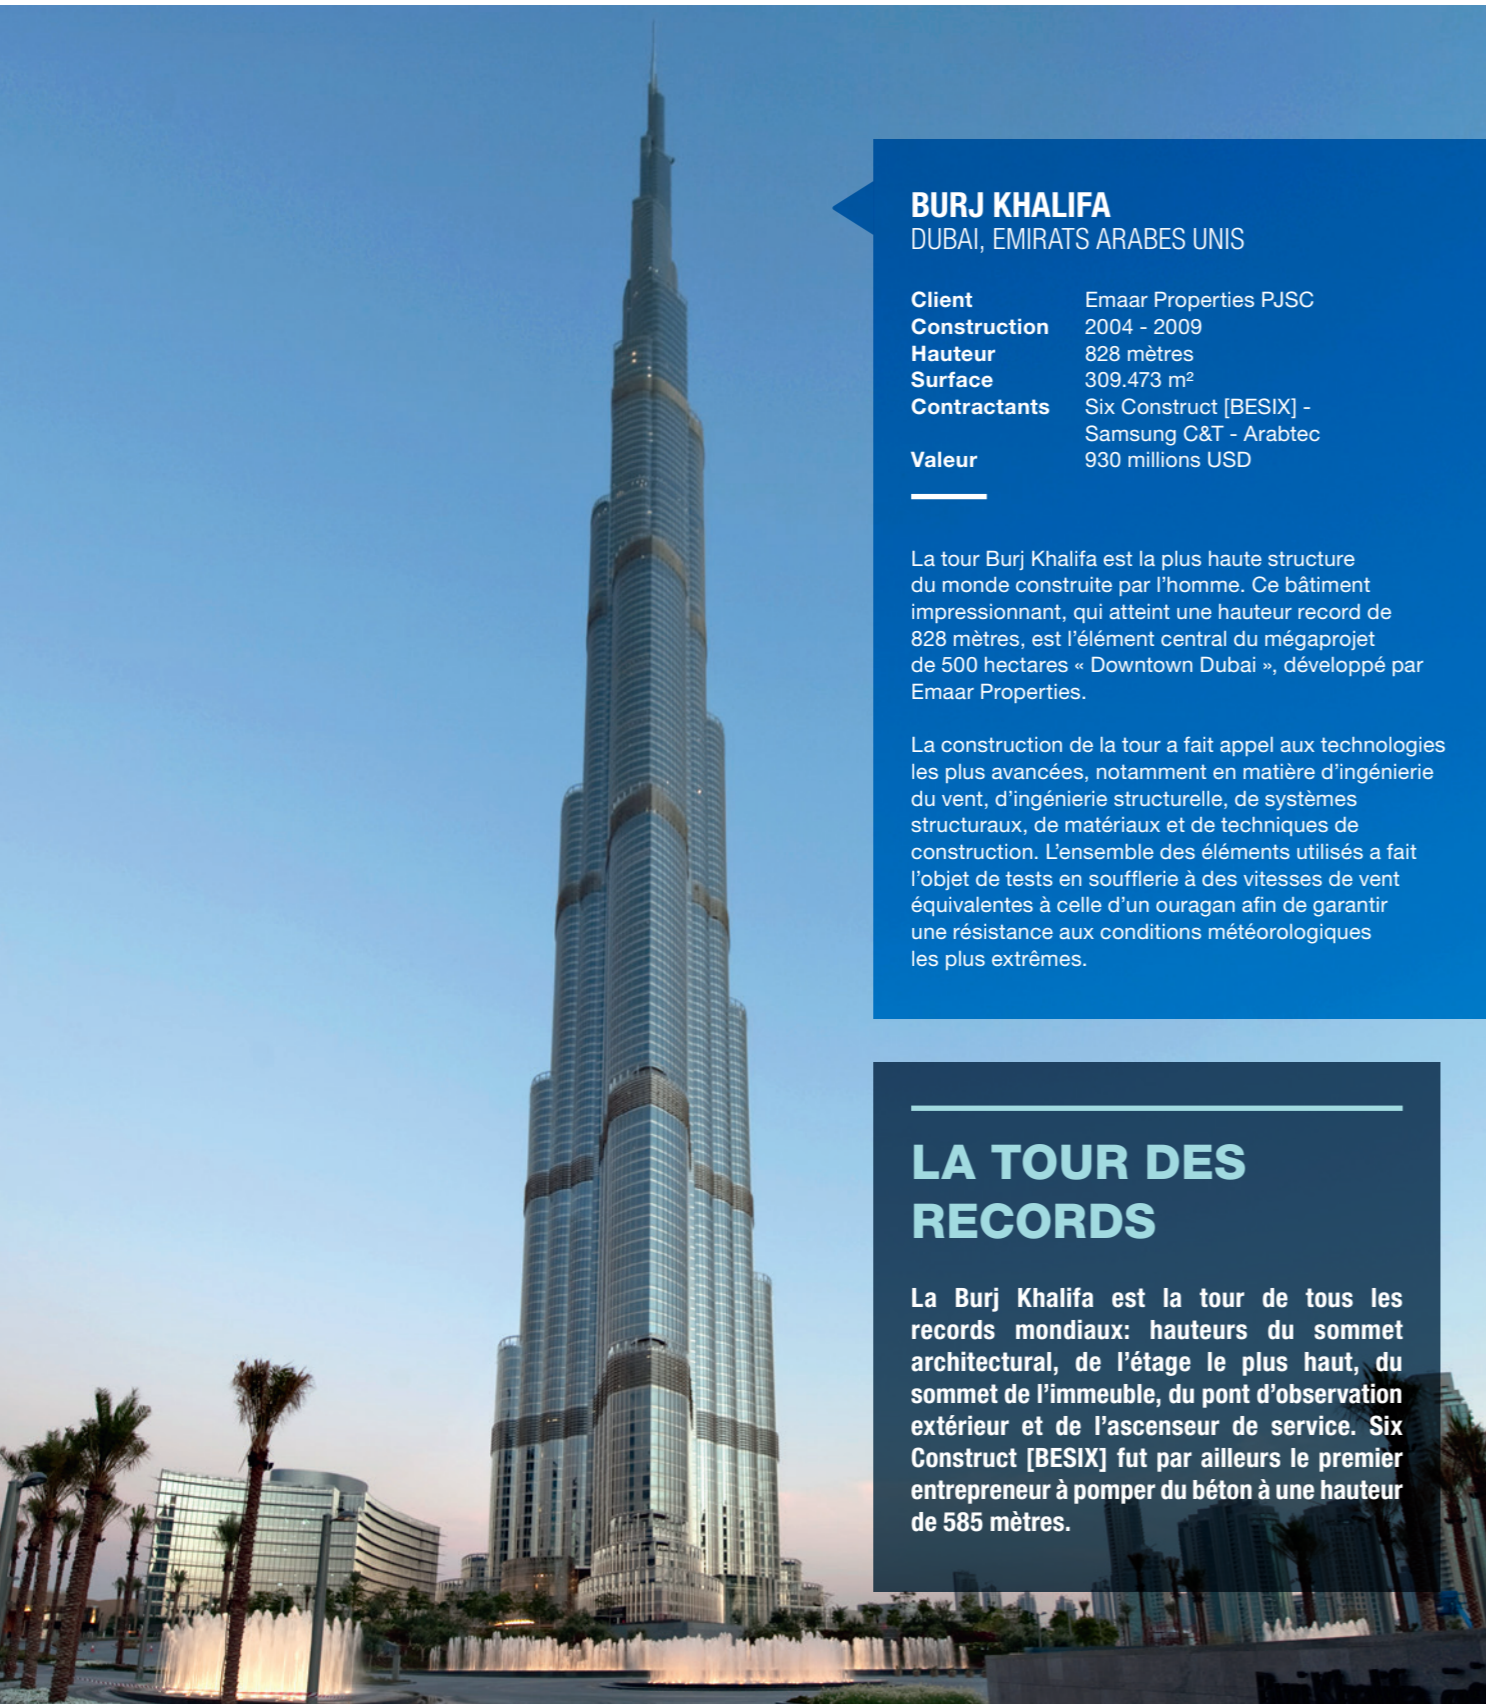 BURJ KHALIFA
DUBAI, EMIRATS ARABES UNIS
Client Emaar Properties PJSC
Construction 2004 - 2009
Hauteur 828 mètres
Surface 309.473 m²
Contractants Six Construct [BESIX] -
Samsung C&T - Arabtec
Valeur 930 millions USD
La tour Burj Khalifa est la plus haute structure
du monde construite par l’homme. Ce bâtiment
impressionnant, qui atteint une hauteur record de
828 mètres, est l’élément central du mégaprojet
de 500 hectares « Downtown Dubai », développé par
Emaar Properties.
La construction de la tour a fait appel aux technologies
les plus avancées, notamment en matière d’ingénierie
du vent, d’ingénierie structurelle, de systèmes
structuraux, de matériaux et de techniques de
construction. L’ensemble des éléments utilisés a fait
l’objet de tests en soufflerie à des vitesses de vent
équivalentes à celle d’un ouragan afin de garantir
une résistance aux conditions météorologiques
les plus extrêmes.
LA TOUR DES
RECORDS
La Burj Khalifa est la tour de tous les
records mondiaux: hauteurs du sommet
architectural, de l’étage le plus haut, du
sommet de l’immeuble, du pont d’observation
extérieur et de l’ascenseur de service. Six
Construct [BESIX] fut par ailleurs le premier
entrepreneur à pomper du béton à une hauteur
de 585 mètres.